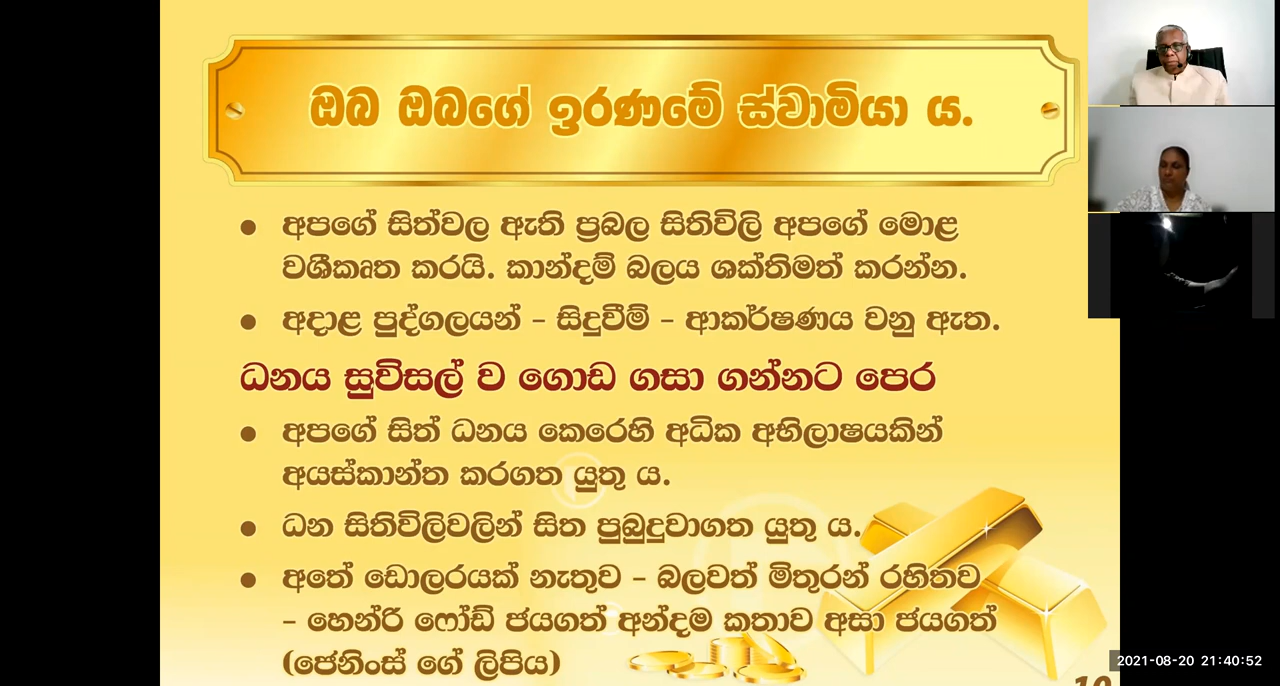 ඔබ ඔබගේ ඉරණමේ ස්වාමියා ය.
• අපගේ සිත්වල ඇති ප්‍රබල සිතිවිලි අපගේ මොළ
වශීකෘත කරයි. කාන්දම් බලය ශක්තිමත් කරන්න.
• අදාළ පුද්ගලයන් – සිදුවීම් – ආකර්ෂණය වනු ඇත.
ධනය සුවිසල් ව ගොඩ ගසා ගන්නට පෙර
• අපගේ සිත් ධනය කෙරෙහි අධික අභිලාෂයකින්
අයස්කාන්ත කරගත යුතු ය.
• ධන සිතිවිලිවලින් සිත පුබුදුවාගත යුතු ය.
• අතේ ඩොලරයක් නැතුව – බලවත් මිතුරන් රහිතව
– හෙන්රි ෆෝඩ් ජයගත් අන්දම කතාව අසා ජයගත්
(ජේනිංස් ගේ ලිපිය)
2021-08-20 21:40:52